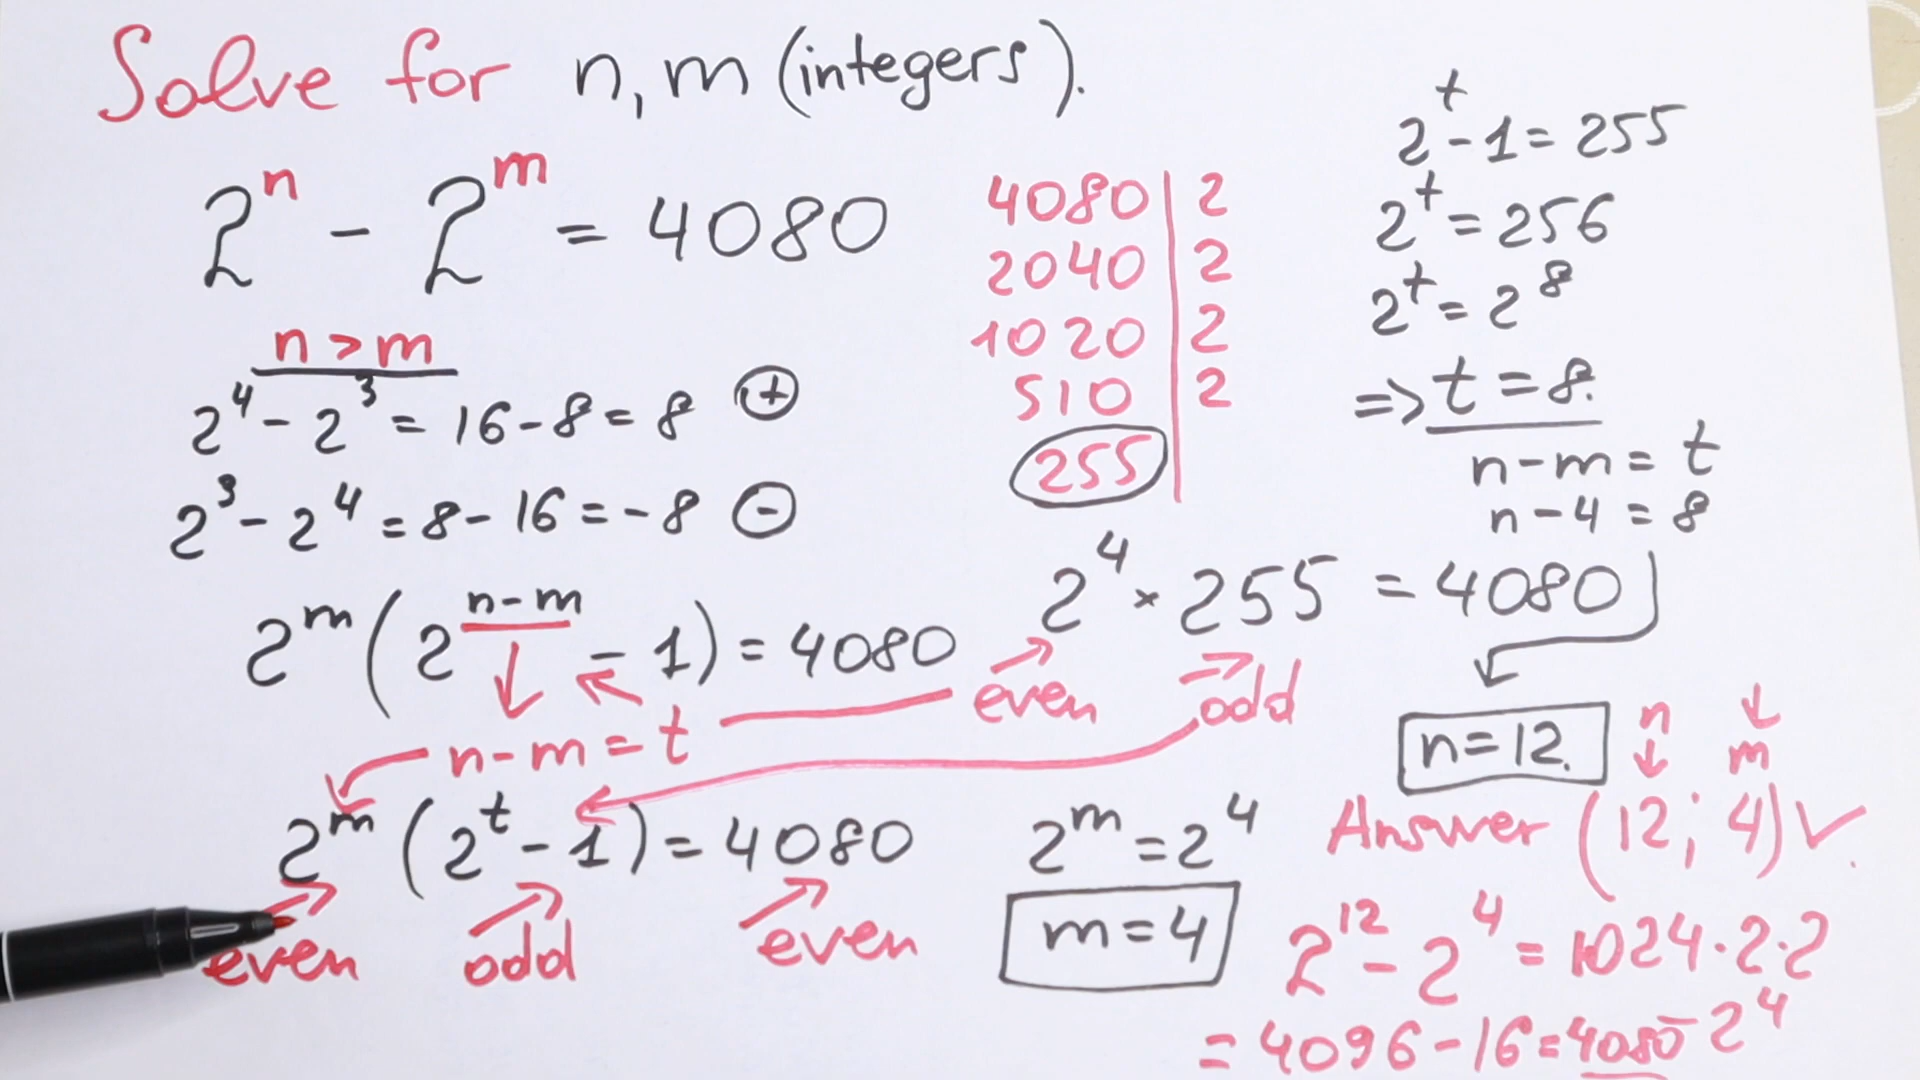 Solve for n, m (integers).
2^n - 2^m = 4080
n > m
2^4 - 2^3 = 16 - 8 = 8 ⊕
2^3 - 2^4 = 8 - 16 = -8 ⊖
2^m (2^{n-m} - 1) = 4080
n - m = t
2^m (2^t - 1) = 4080
even odd even
4080 | 2
2040 | 2
1020 | 2
510 | 2
255
2^4 × 255 = 4080
even odd
2^m = 2^4
m = 4
2^t - 1 = 255
2^t = 256
2^t = 2^8
=> t = 8.
n - m = t
n - 4 = 8
n = 12.
n m
Answer (12; 4) ✓.
2^12 - 2^4 = 1024 · 2 · 2
- 2^4
= 4096 - 16 = 4080